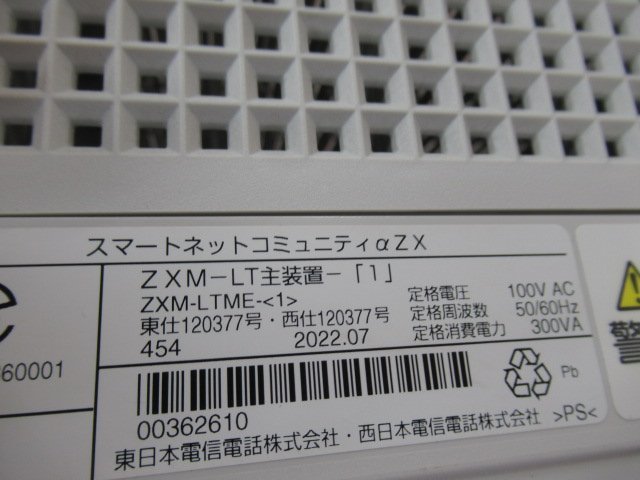 スマートネットコミュニティαZX
ZXM-LT主装置-「1」
ZXM-LTME-<1>
東仕120377号・西仕120377号
454 2022.07
定格電圧 100V AC
定格周波数 50/60Hz
定格消費電力 300VA
60001
00362610
Pb
東日本電信電話株式会社・西日本電信電話株式会社 >PS<
警